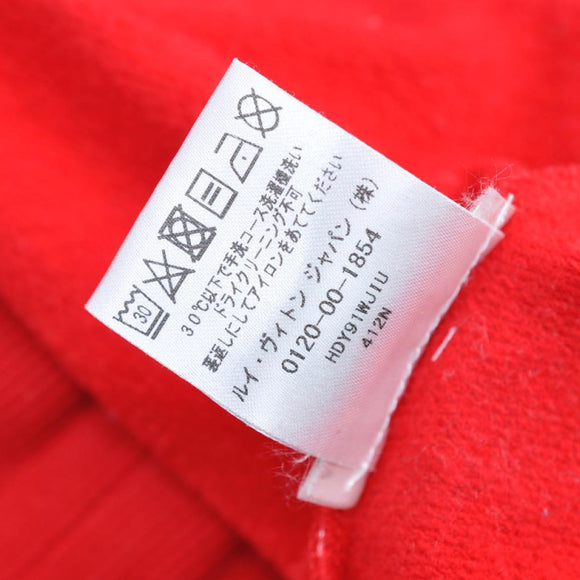 30
30℃以下で手洗コース洗濯機洗い
ドライクリーニング不可
裏返しにしてアイロンをあててください
ルイ・ヴィトン ジャパン (株)
0120-00-1854
HDY91WJ1U
412N